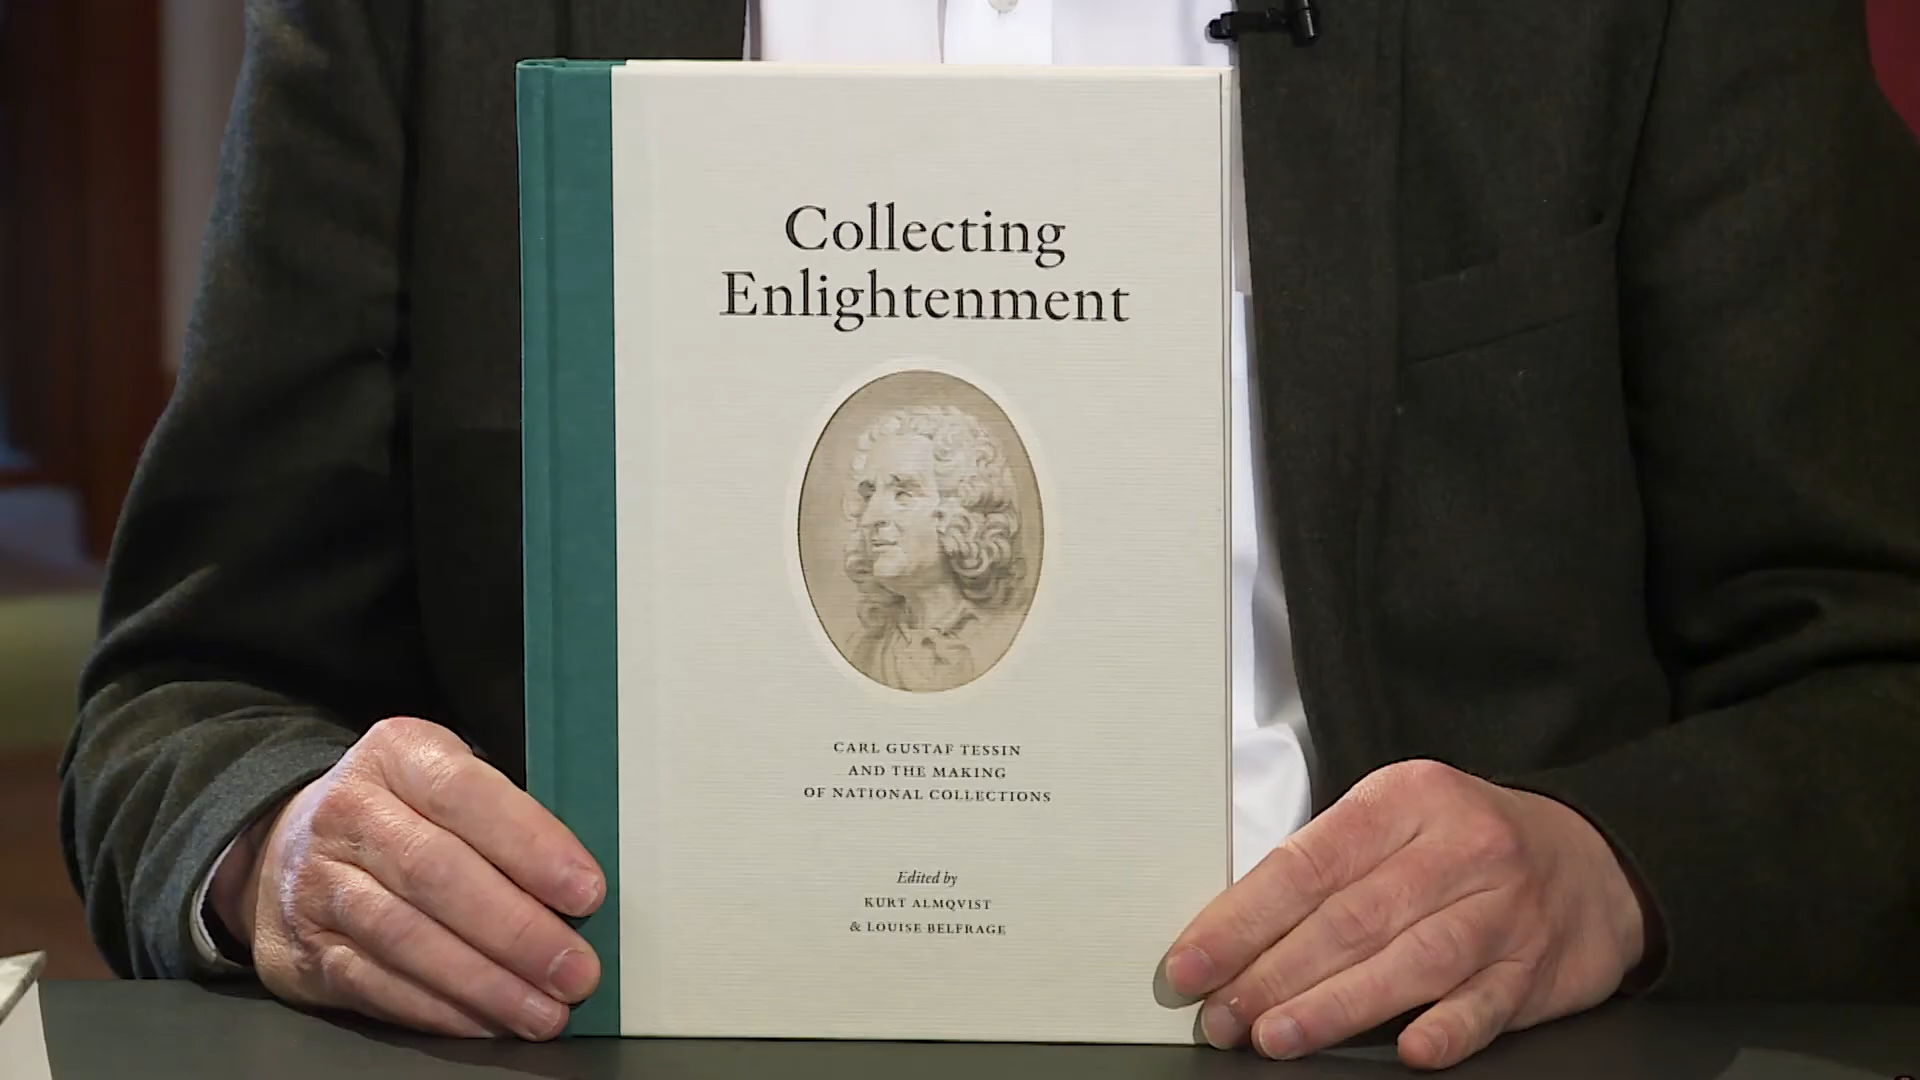 Collecting
Enlightenment
CARL GUSTAF TESSIN
AND THE MAKING
OF NATIONAL COLLECTIONS
Edited by
KURT ALMQVIST
& LOUISE BELFRAGE